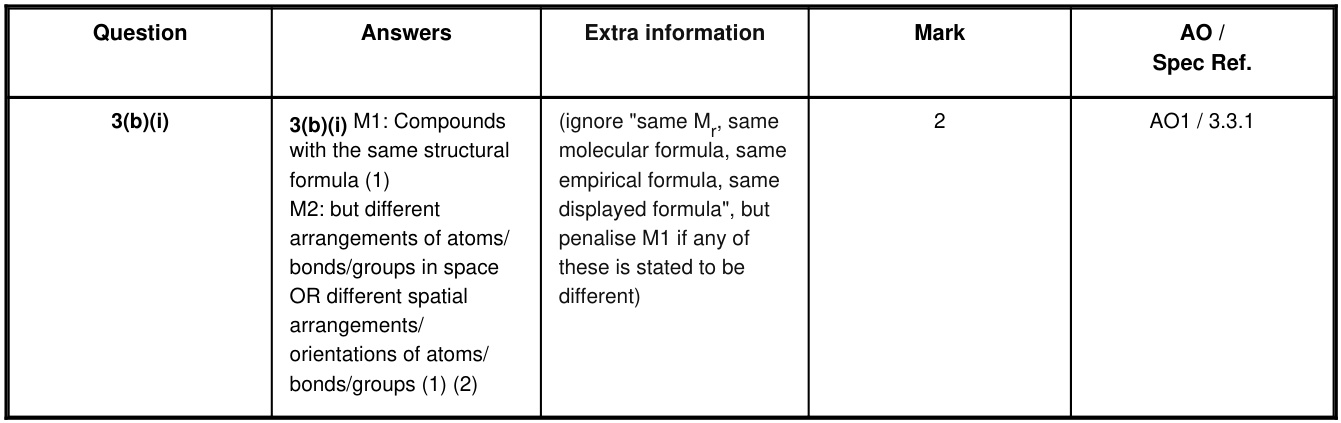 Question Answers Extra information Mark AO /
Spec Ref.
3(b)(i) 3(b)(i) M1: Compounds (ignore "same Mr, same 2 AO1 / 3.3.1
with the same structural molecular formula, same
formula (1) empirical formula, same
M2: but different displayed formula", but
arrangements of atoms/ penalise M1 if any of
bonds/groups in space these is stated to be
OR different spatial different)
arrangements/
orientations of atoms/
bonds/groups (1) (2)